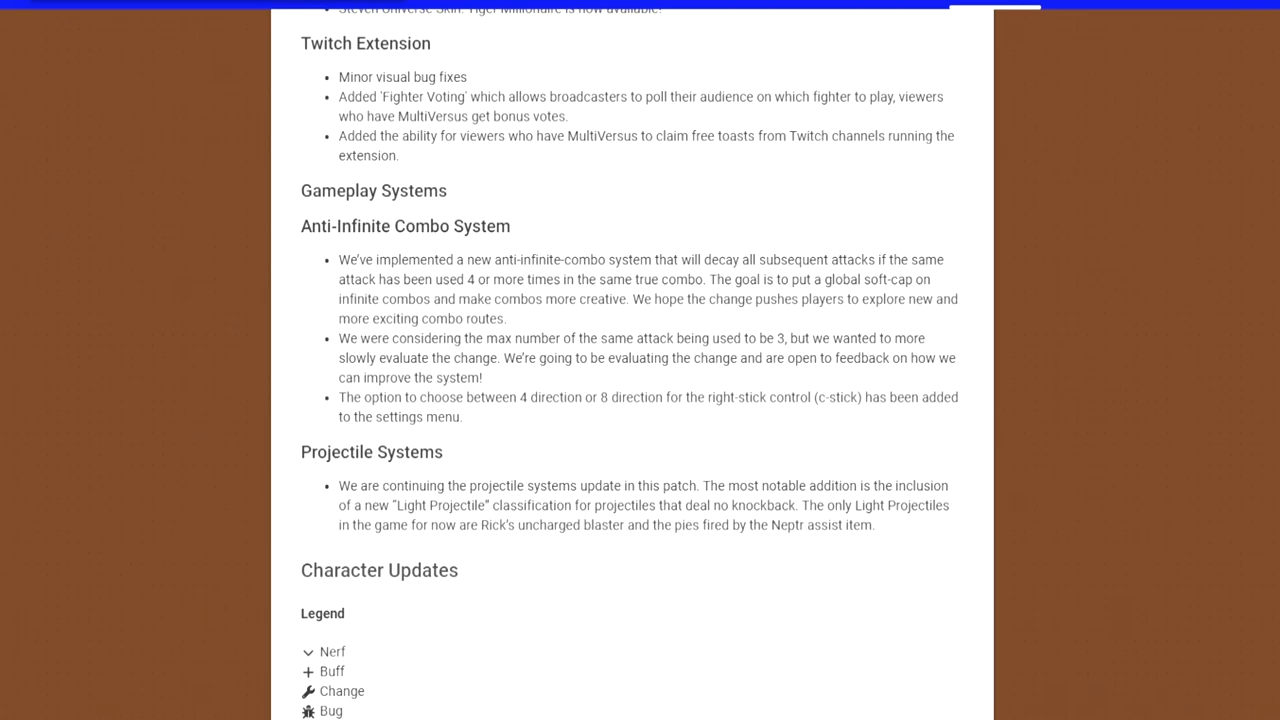 Steven Universe Skin: Tiger Millionaire is now available!
Twitch Extension
Minor visual bug fixes
Added 'Fighter Voting' which allows broadcasters to poll their audience on which fighter to play, viewers
who have MultiVersus get bonus votes.
Added the ability for viewers who have MultiVersus to claim free toasts from Twitch channels running the
extension.
Gameplay Systems
Anti-Infinite Combo System
We've implemented a new anti-infinite-combo system that will decay all subsequent attacks if the same
attack has been used 4 or more times in the same true combo. The goal is to put a global soft-cap on
infinite combos and make combos more creative. We hope the change pushes players to explore new and
more exciting combo routes.
We were considering the max number of the same attack being used to be 3, but we wanted to more
slowly evaluate the change. We're going to be evaluating the change and are open to feedback on how we
can improve the system!
The option to choose between 4 direction or 8 direction for the right-stick control (c-stick) has been added
to the settings menu.
Projectile Systems
We are continuing the projectile systems update in this patch. The most notable addition is the inclusion
of a new “Light Projectile” classification for projectiles that deal no knockback. The only Light Projectiles
in the game for now are Rick's uncharged blaster and the pies fired by the Neptr assist item.
Character Updates
Legend
Nerf
Buff
Change
Bug